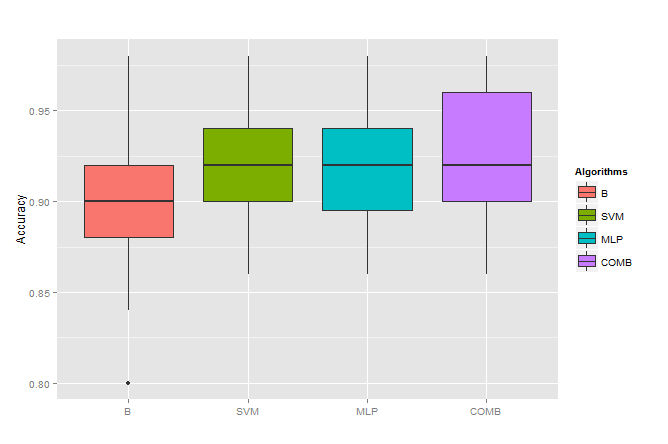 Accuracy
0.95
0.90
0.85
0.80
B SVM MLP COMB
Algorithms
B
SVM
MLP
COMB